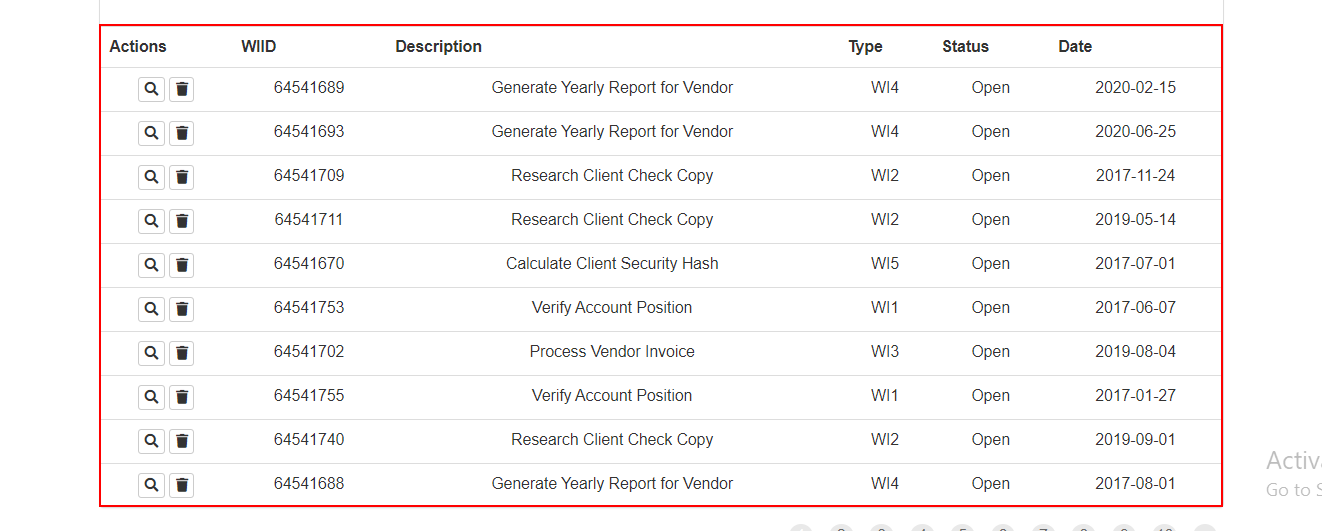 Actions WIID Description Type Status Date
64541689 Generate Yearly Report for Vendor WI4 Open 2020-02-15
64541693 Generate Yearly Report for Vendor WI4 Open 2020-06-25
64541709 Research Client Check Copy WI2 Open 2017-11-24
64541711 Research Client Check Copy WI2 Open 2019-05-14
64541670 Calculate Client Security Hash WI5 Open 2017-07-01
64541753 Verify Account Position WI1 Open 2017-06-07
64541702 Process Vendor Invoice WI3 Open 2019-08-04
64541755 Verify Account Position WI1 Open 2017-01-27
64541740 Research Client Check Copy WI2 Open 2019-09-01
Activ
64541688 Generate Yearly Report for Vendor WI4 Open 2017-08-01
Go to S